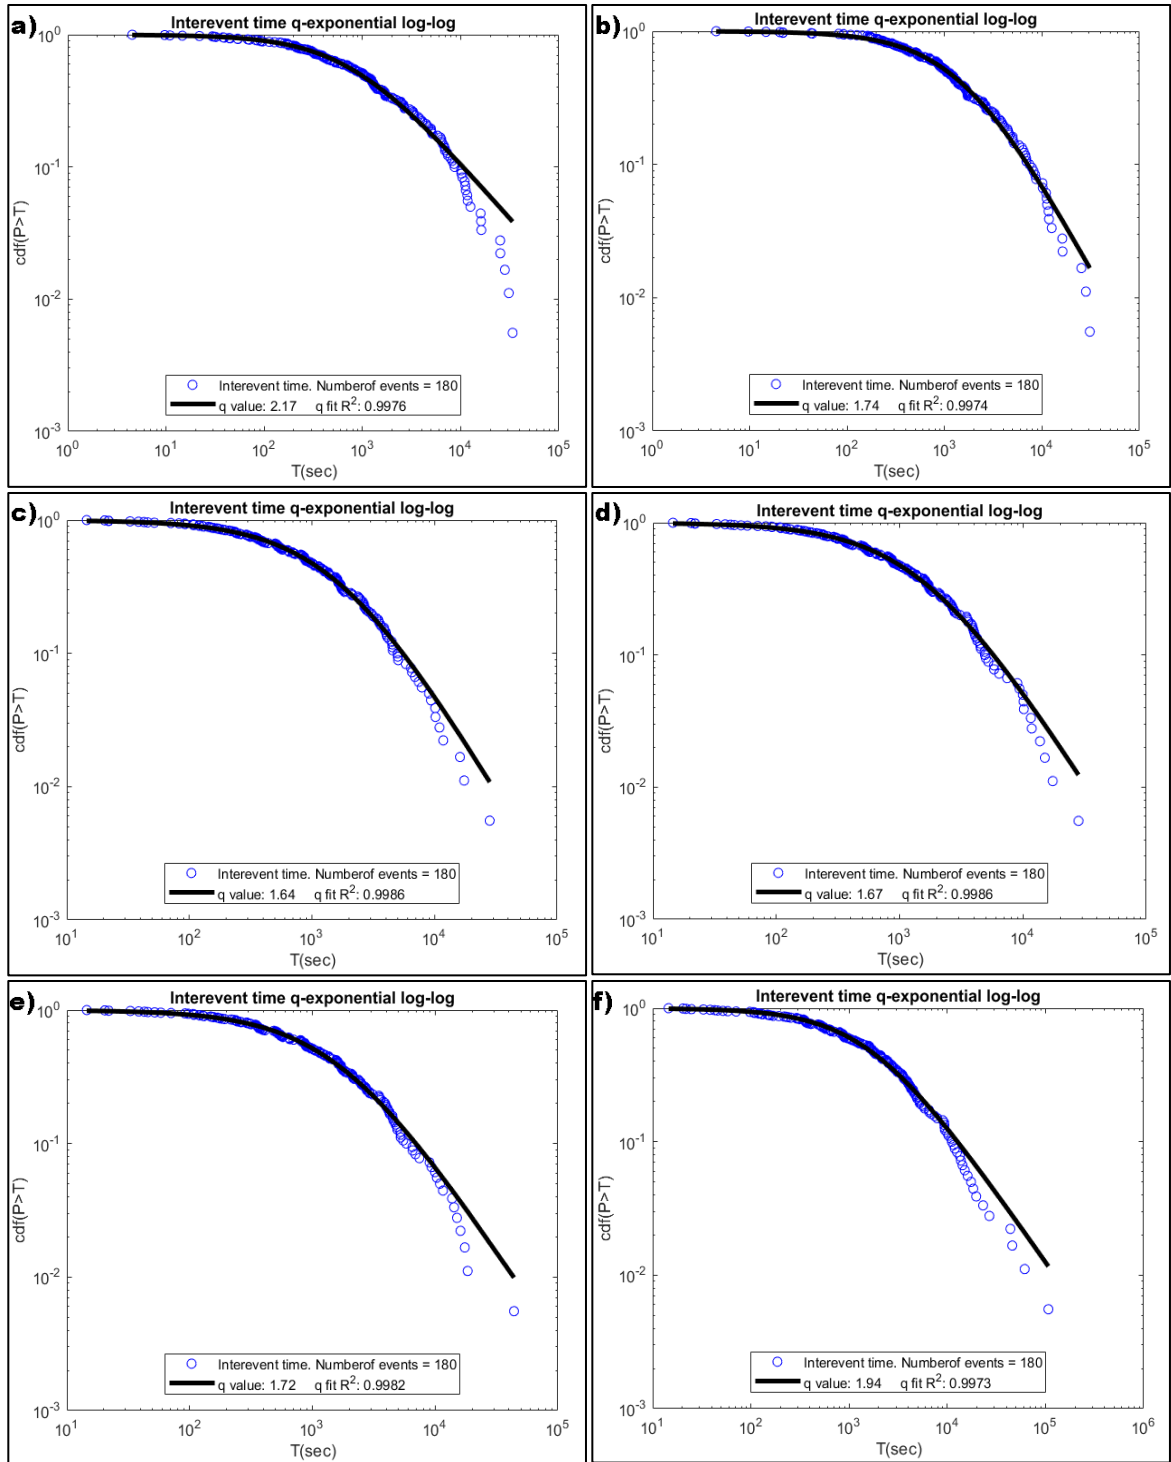 a)
Interevent time q-exponential log-log
10^0
10^-1
10^-2
10^-3
cdf(P>T)
Interevent time. Numberof events = 180
q value: 2.17 q fit R^2: 0.9976
10^0 10^1 10^2 10^3 10^4 10^5
T(sec)
b)
Interevent time q-exponential log-log
10^0
10^-1
10^-2
10^-3
cdf(P>T)
Interevent time. Numberof events = 180
q value: 1.74 q fit R^2: 0.9974
10^0 10^1 10^2 10^3 10^4 10^5
T(sec)
c)
Interevent time q-exponential log-log
10^0
10^-1
10^-2
10^-3
cdf(P>T)
Interevent time. Numberof events = 180
q value: 1.64 q fit R^2: 0.9986
10^1 10^2 10^3 10^4 10^5
T(sec)
d)
Interevent time q-exponential log-log
10^0
10^-1
10^-2
10^-3
cdf(P>T)
Interevent time. Numberof events = 180
q value: 1.67 q fit R^2: 0.9986
10^1 10^2 10^3 10^4 10^5
T(sec)
e)
Interevent time q-exponential log-log
10^0
10^-1
10^-2
10^-3
cdf(P>T)
Interevent time. Numberof events = 180
q value: 1.72 q fit R^2: 0.9982
10^1 10^2 10^3 10^4 10^5
T(sec)
f)
Interevent time q-exponential log-log
10^0
10^-1
10^-2
10^-3
cdf(P>T)
Interevent time. Numberof events = 180
q value: 1.94 q fit R^2: 0.9973
10^1 10^2 10^3 10^4 10^5 10^6
T(sec)